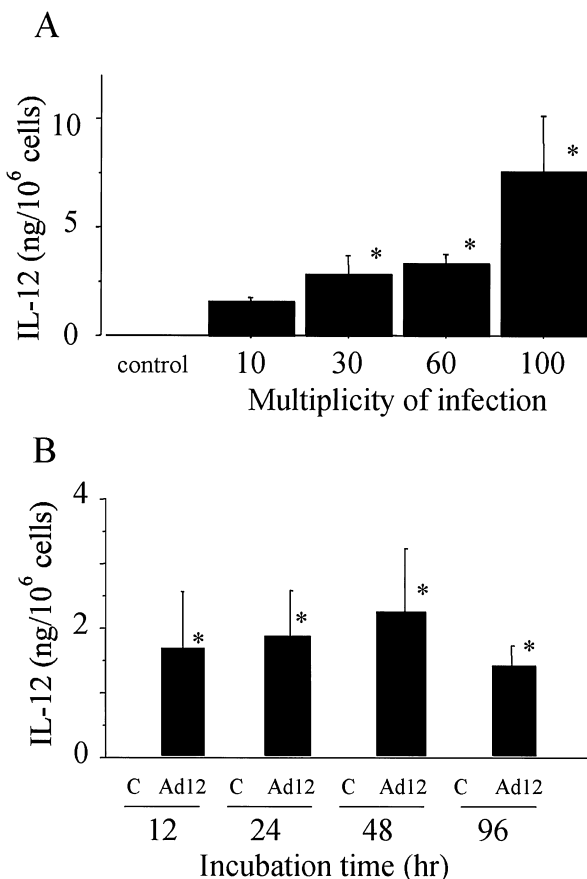 A
IL-12 (ng/10⁶ cells)
10
5
0
*
*
*
control 10 30 60 100
Multiplicity of infection
B
IL-12 (ng/10⁶ cells)
4
2
0
*
*
*
*
C Ad12 C Ad12 C Ad12 C Ad12
12 24 48 96
Incubation time (hr)